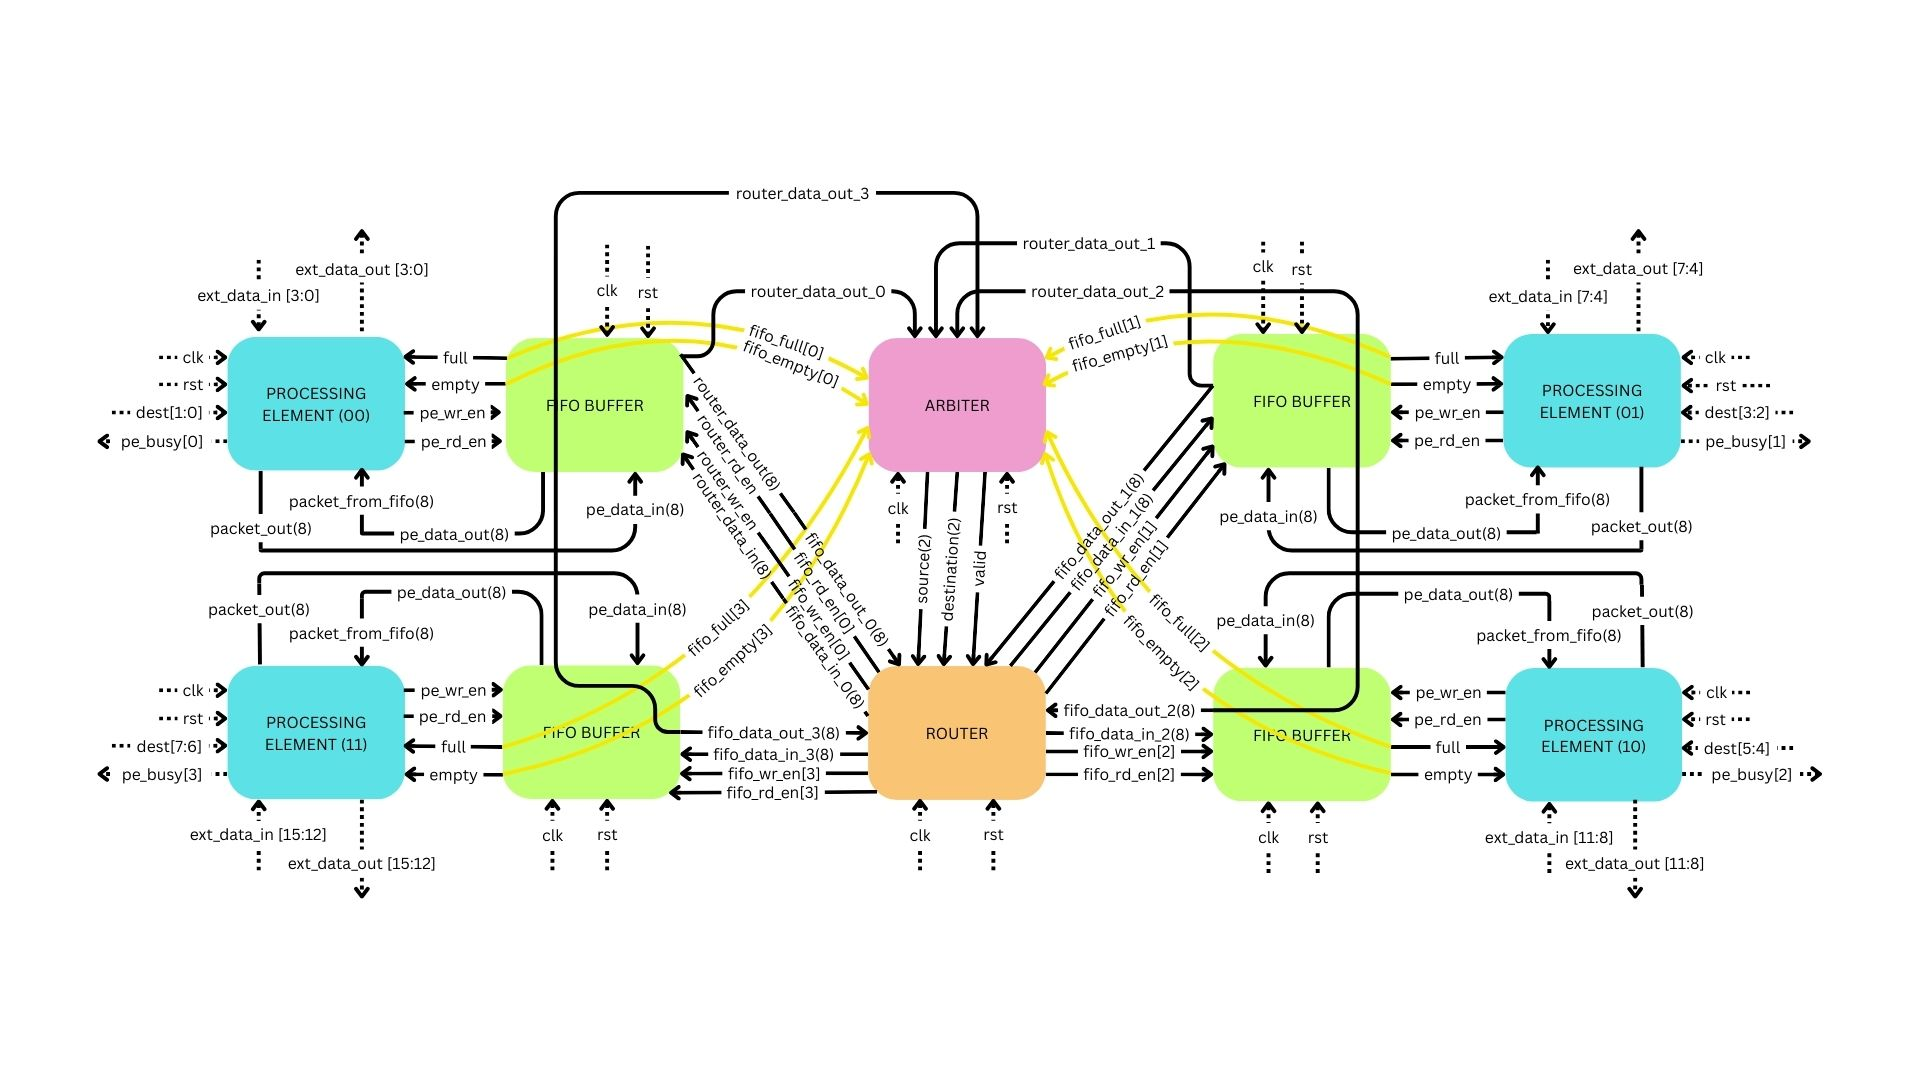 router_data_out_3
router_data_out_1
router_data_out_0
router_data_out_2
ext_data_out [3:0]
ext_data_in [3:0]
clk
rst
clk
rst
ext_data_out [7:4]
ext_data_in [7:4]
fifo_full[0]
fifo_empty[0]
fifo_full[1]
fifo_empty[1]
clk
rst
dest[1:0]
pe_busy[0]
PROCESSING
ELEMENT (00)
full
empty
pe_wr_en
pe_rd_en
FIFO BUFFER
ARBITER
FIFO BUFFER
full
empty
pe_wr_en
pe_rd_en
PROCESSING
ELEMENT (01)
clk
rst
dest[3:2]
pe_busy[1]
packet_from_fifo(8)
packet_out(8)
pe_data_out(8)
pe_data_in(8)
router_data_out(8)
router_rd_en
router_wr_en
router_data_in(8)
fifo_data_out_0(8)
fifo_rd_en[0]
fifo_wr_en[0]
fifo_data_in_0(8)
clk
rst
source(2)
destination(2)
valid
fifo_data_out_1(8)
fifo_data_in_1(8)
fifo_wr_en[1]
fifo_rd_en[1]
pe_data_in(8)
pe_data_out(8)
packet_from_fifo(8)
packet_out(8)
packet_out(8)
pe_data_out(8)
packet_from_fifo(8)
pe_data_in(8)
fifo_full[3]
fifo_empty[3]
fifo_full[2]
fifo_empty[2]
pe_data_in(8)
pe_data_out(8)
packet_from_fifo(8)
packet_out(8)
clk
rst
dest[7:6]
pe_busy[3]
PROCESSING
ELEMENT (11)
pe_wr_en
pe_rd_en
full
empty
FIFO BUFFER
fifo_data_out_3(8)
fifo_data_in_3(8)
fifo_wr_en[3]
fifo_rd_en[3]
ROUTER
fifo_data_out_2(8)
fifo_data_in_2(8)
fifo_wr_en[2]
fifo_rd_en[2]
FIFO BUFFER
pe_wr_en
pe_rd_en
full
empty
PROCESSING
ELEMENT (10)
clk
rst
dest[5:4]
pe_busy[2]
ext_data_in [15:12]
ext_data_out [15:12]
clk
rst
clk
rst
clk
rst
ext_data_in [11:8]
ext_data_out [11:8]